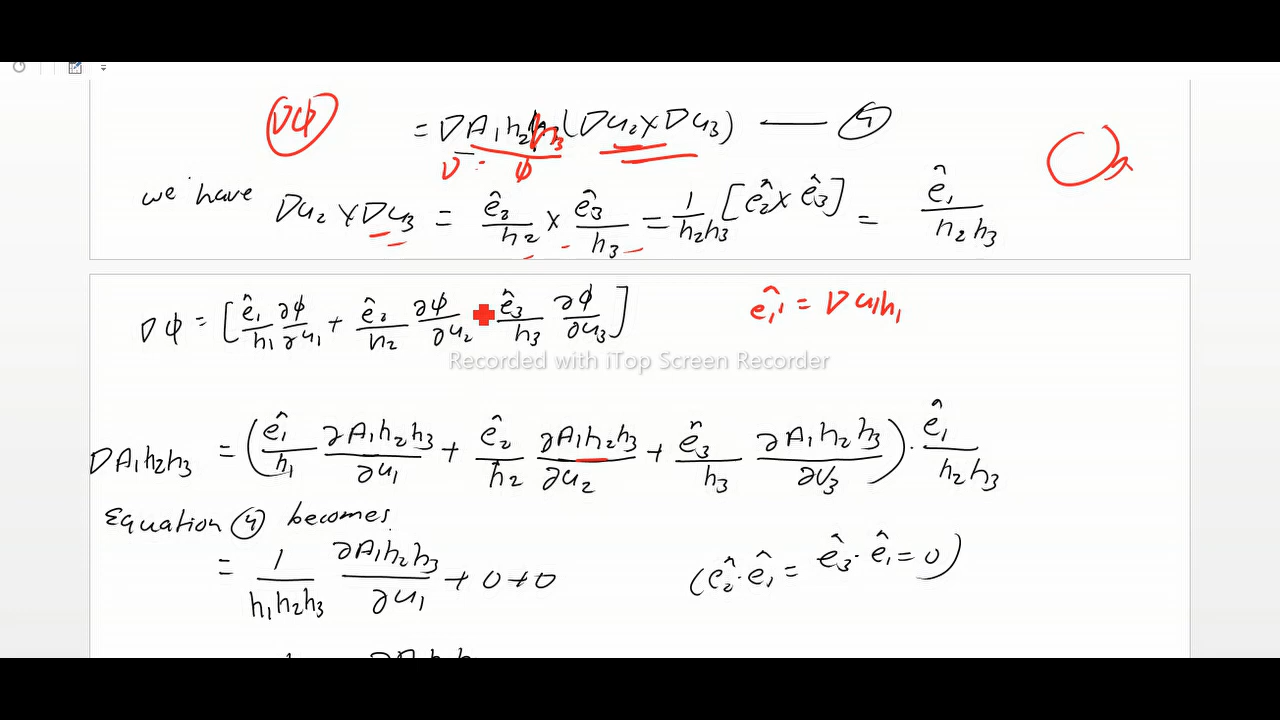 ∇φ = ∇A₁h₂h₃(∇u₂×∇u₃) —— ④
∇· φ
we have ∇u₂×∇u₃ = ê₂/h₂ × ê₃/h₃ = 1/h₂h₃ [ê₂×ê₃] = ê₁/h₂h₃
∇φ = [ê₁/h₁ ∂φ/∂u₁ + ê₂/h₂ ∂φ/∂u₂ + ê₃/h₃ ∂φ/∂u₃] ê₁ = ∇u₁h₁
Recorded with iTop Screen Recorder
∇A₁h₂h₃ = (ê₁/h₁ ∂A₁h₂h₃/∂u₁ + ê₂/h₂ ∂A₁h₂h₃/∂u₂ + ê₃/h₃ ∂A₁h₂h₃/∂u₃)·ê₁/h₂h₃
Equation ④ becomes
= 1/h₁h₂h₃ ∂A₁h₂h₃/∂u₁ + 0 + 0 (ê₂·ê₁ = ê₃·ê₁ = 0)